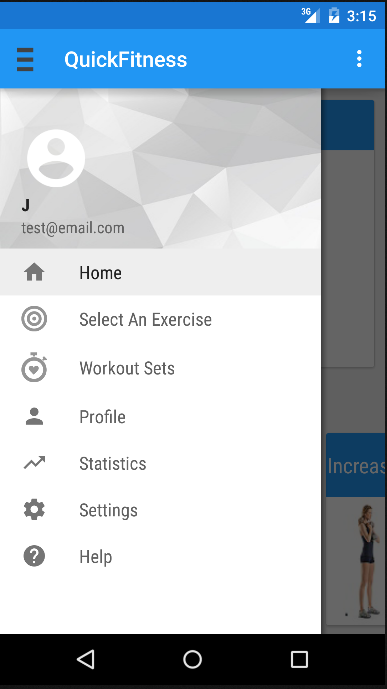 3G 3:15
QuickFitness
J
test@email.com
Home
Select An Exercise
Workout Sets
Profile
Statistics
Settings
Help
Increas